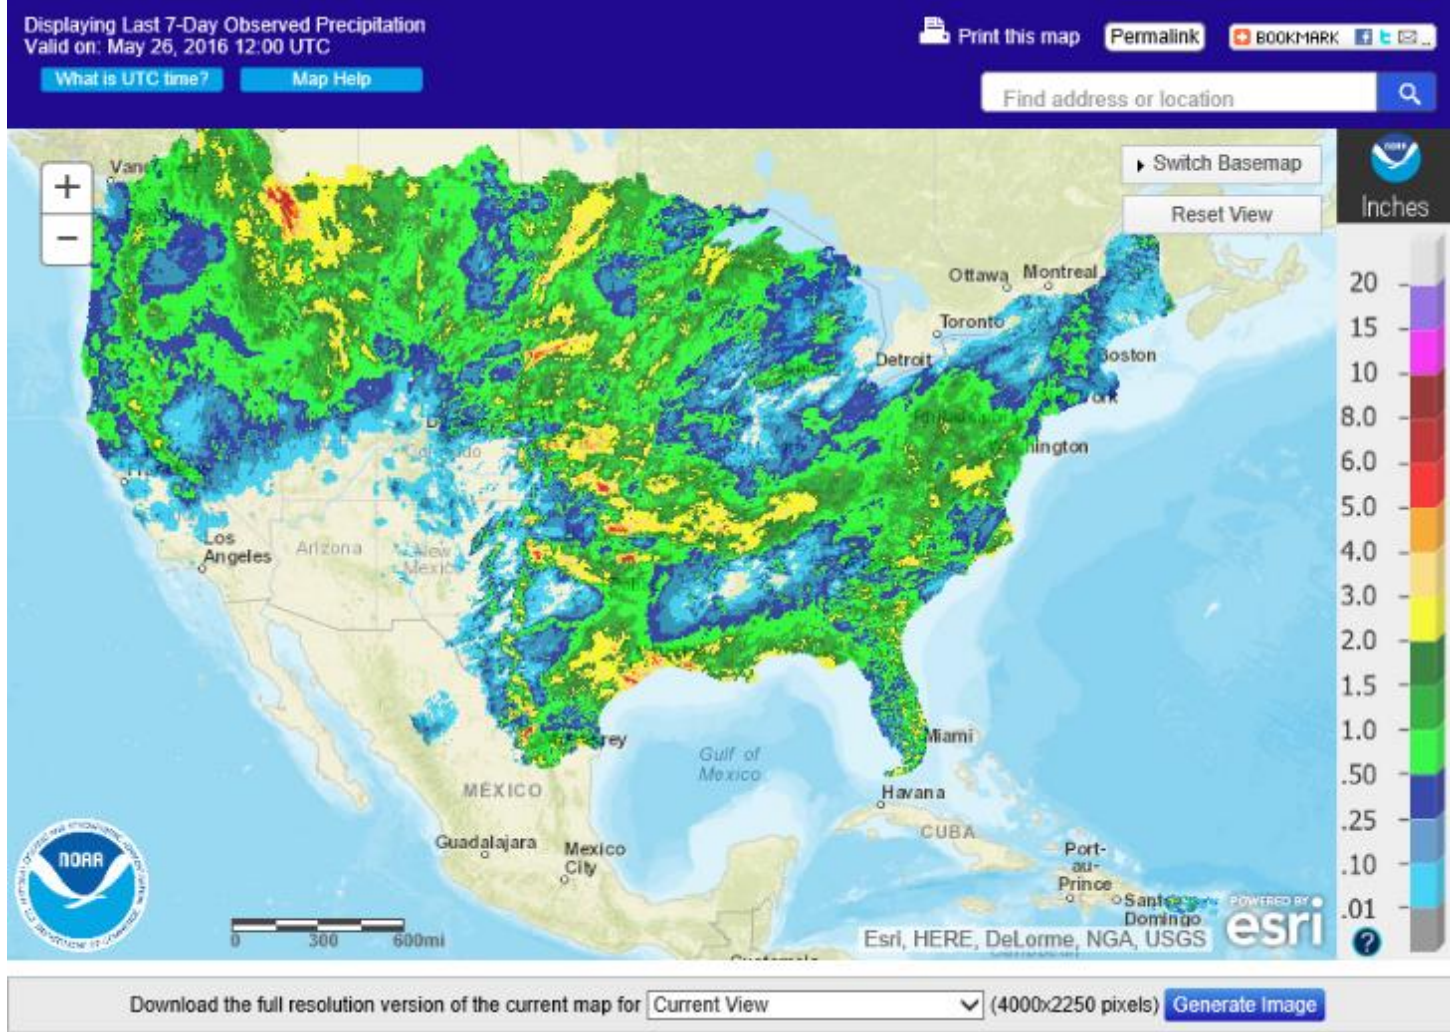 Displaying Last 7-Day Observed Precipitation
Valid on: May 26, 2016 12:00 UTC
What is UTC time?
Map Help
Print this map
Permalink
BOOKMARK
Find address or location
Switch Basemap
Reset View
+
−
NOAA
Inches
20
15
10
8.0
6.0
5.0
4.0
3.0
2.0
1.5
1.0
.50
.25
.10
.01
?
Ottawa
Montreal
Toronto
Detroit
Boston
Los
Angeles
Arizona
New
Mexico
Colorado
Gulf of
Mexico
Miami
Havana
CUBA
MÉXICO
Guadalajara
Mexico
City
Port-
au-
Prince
Santo
Domingo
NOAA
0 300 600mi
Esri, HERE, DeLorme, NGA, USGS
POWERED BY
esri
Download the full resolution version of the current map for Current View (4000x2250 pixels) Generate Image